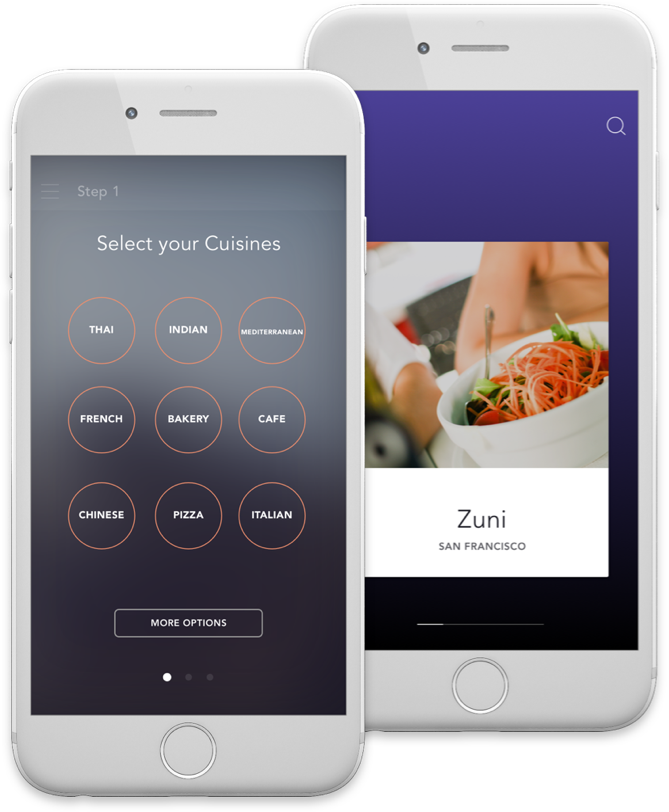 Step 1
Select your Cuisines
THAI
INDIAN
MEDITERRANEAN
FRENCH
BAKERY
CAFE
CHINESE
PIZZA
ITALIAN
MORE OPTIONS
Zuni
SAN FRANCISCO